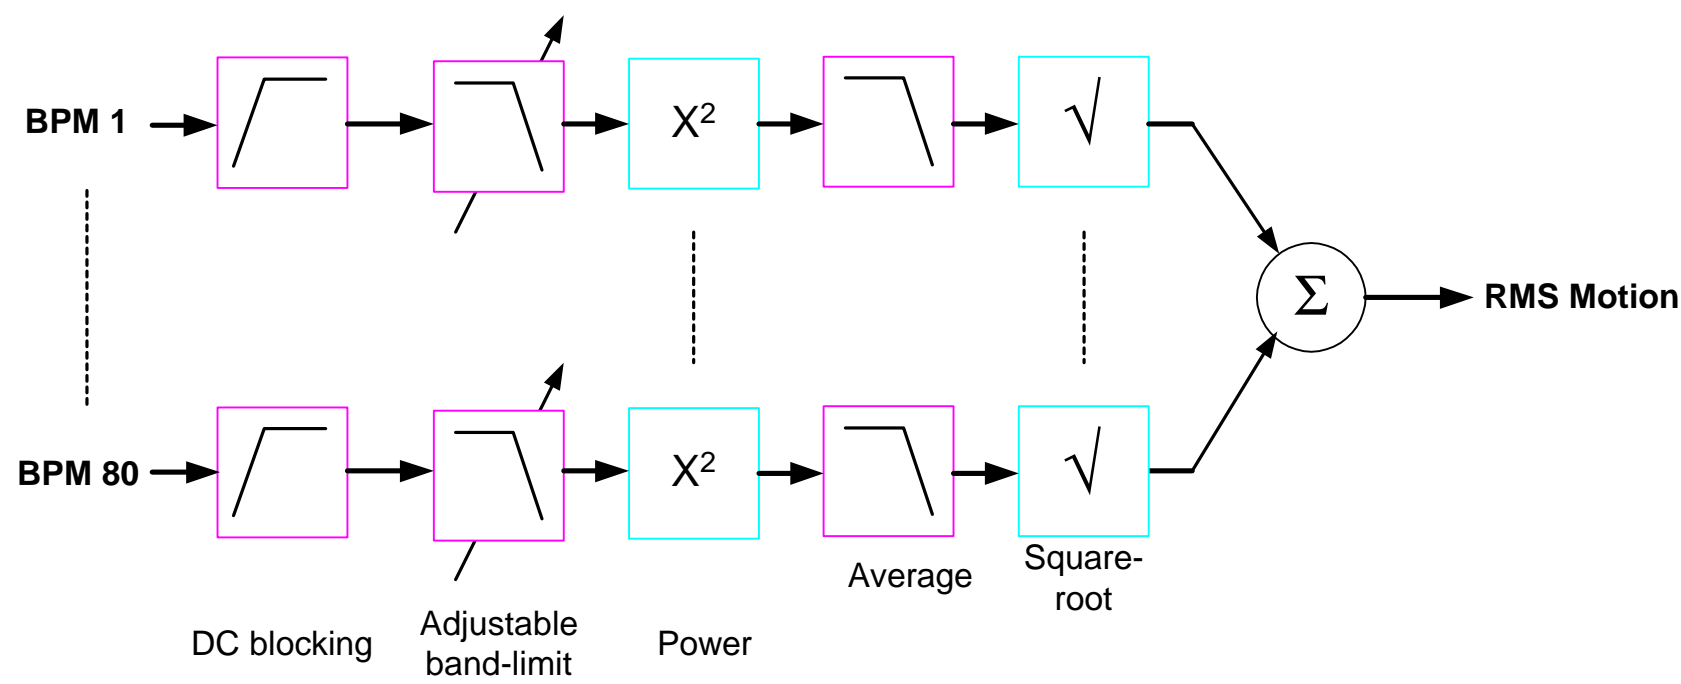 BPM 1
X²
√
Σ
RMS Motion
BPM 80
X²
√
Square-
root
Average
Adjustable
band-limit
DC blocking
Power